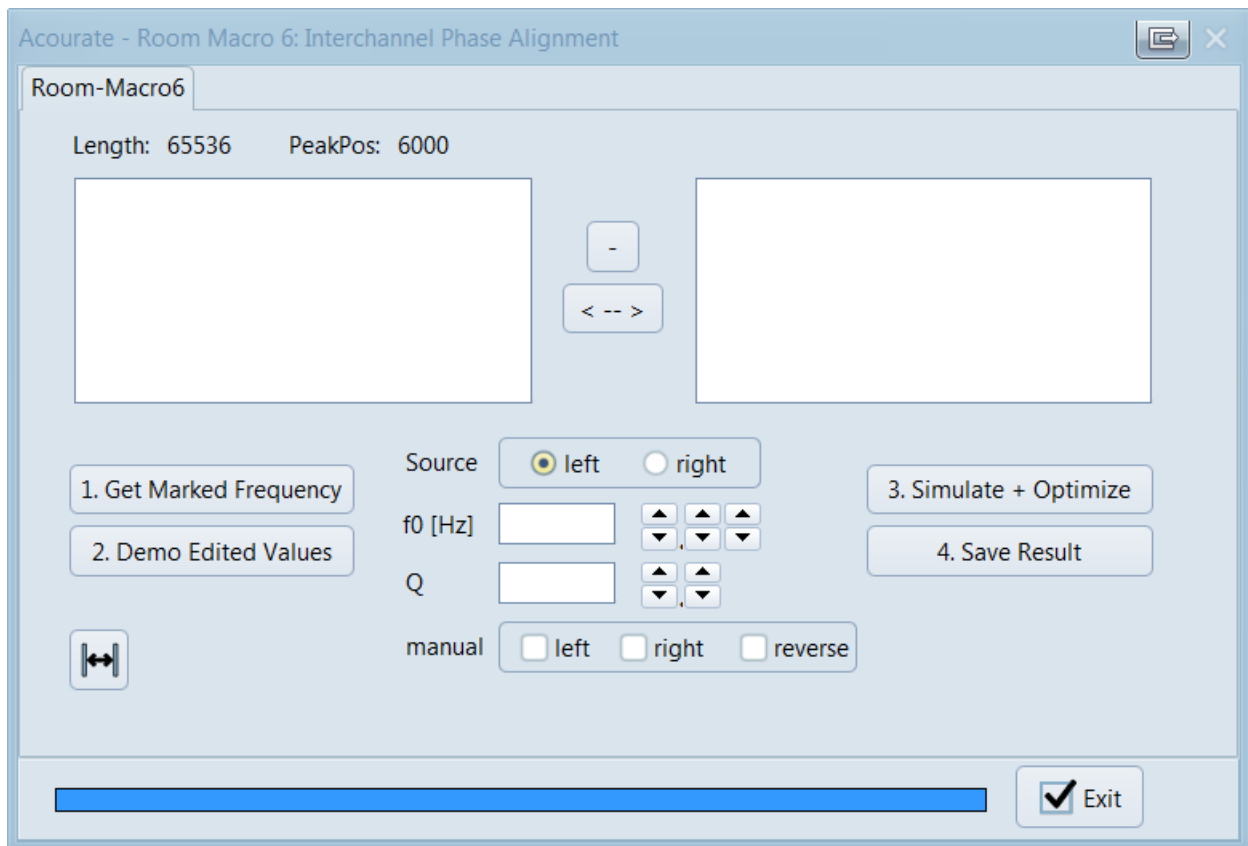 Acourate - Room Macro 6: Interchannel Phase Alignment
Room-Macro6
Length: 65536 PeakPos: 6000
-
< -- >
Source left right
1. Get Marked Frequency
3. Simulate + Optimize
f0 [Hz]
2. Demo Edited Values
4. Save Result
Q
manual left right reverse
Exit